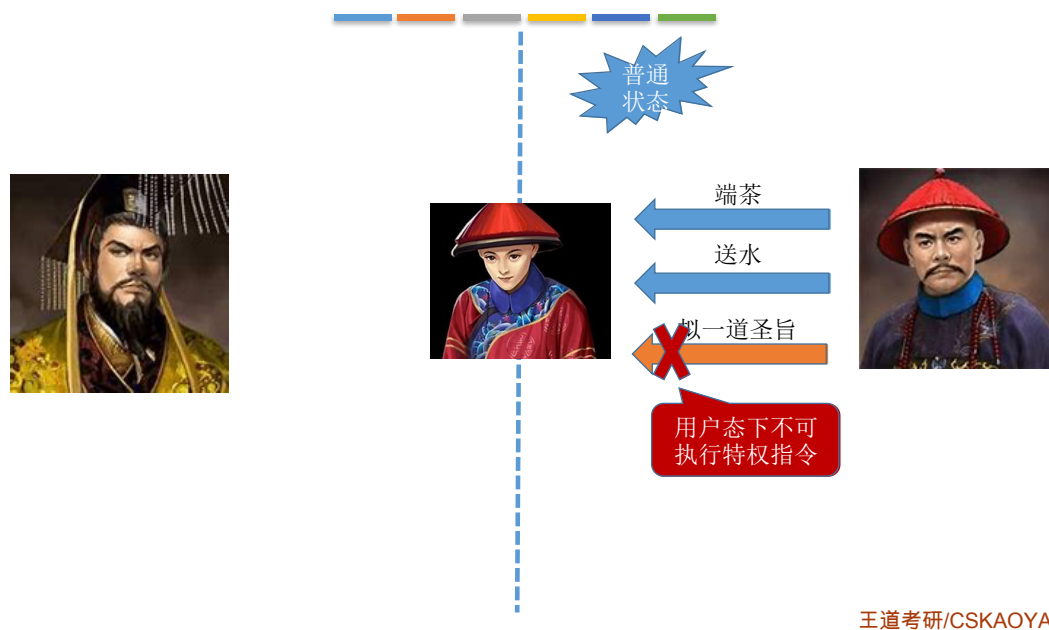 普通
状态
端茶
送水
拟一道圣旨
用户态下不可
执行特权指令
王道考研/CSKAOYA